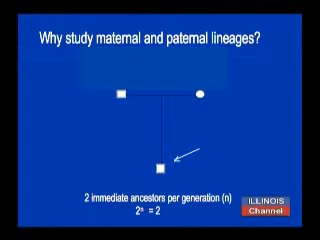 Why study maternal and paternal lineages?
2 immediate ancestors per generation (n)
2ⁿ = 2
ILLINOIS
Channel